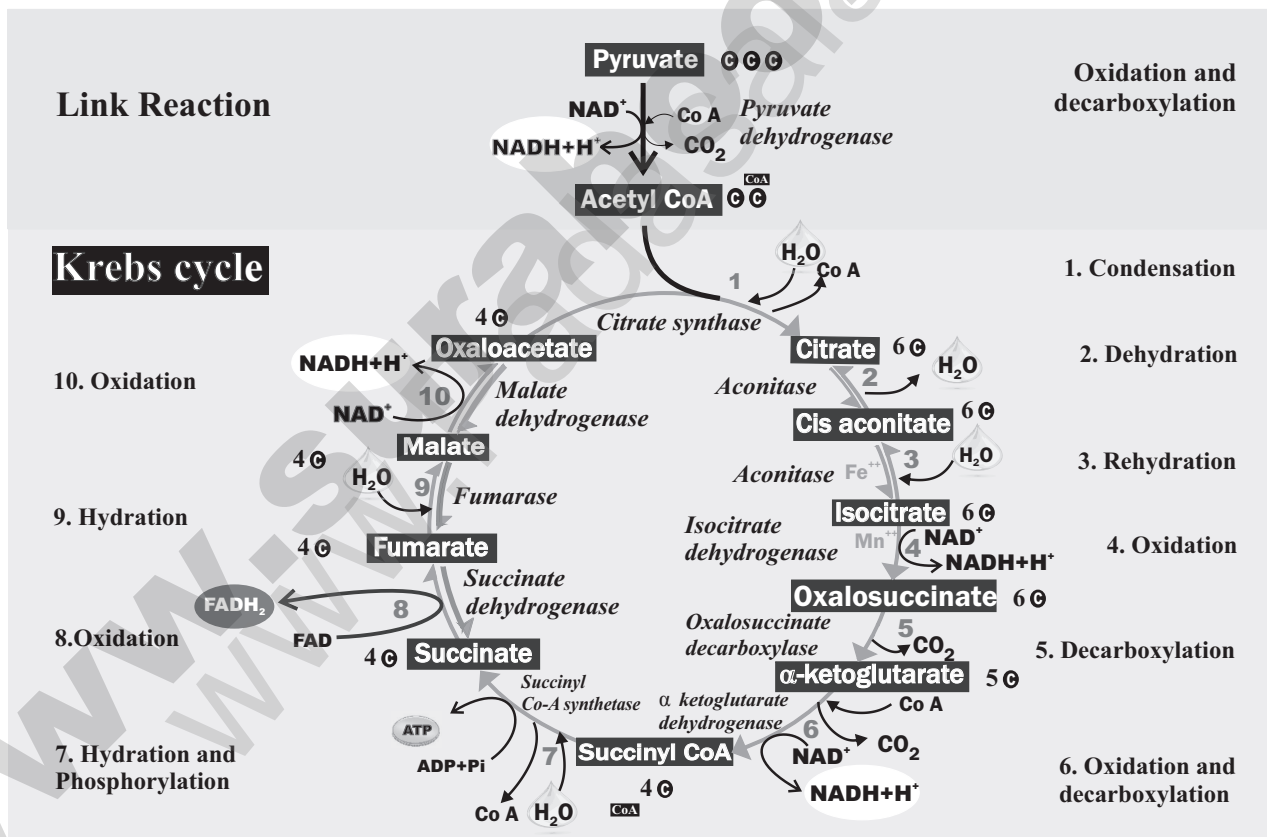 Pyruvate C C C
Link Reaction
Oxidation and
decarboxylation
NAD+
Co A
Pyruvate
dehydrogenase
NADH+H+
CO2
CoA
Acetyl CoA C C
Krebs cycle
H2O
Co A
1
1. Condensation
4 C
Citrate synthase
Oxaloacetate
Citrate 6 C
2. Dehydration
NADH+H+
2
H2O
10. Oxidation
10
NAD+
Malate
dehydrogenase
Aconitase
Cis aconitate
6 C
Malate
4 C
H2O
9
Fumarase
Aconitase Fe++
3
H2O
3. Rehydration
9. Hydration
Isocitrate 6 C
Isocitrate
dehydrogenase
Mn++
4
NAD+
NADH+H+
4. Oxidation
4 C
Fumarate
Succinate
dehydrogenase
Oxalosuccinate 6 C
FADH2
8
FAD
8.Oxidation
Oxalosuccinate
decarboxylase
5
CO2
5. Decarboxylation
4 C
Succinate
α-ketoglutarate
5 C
Succinyl
Co-A synthetase
α ketoglutarate
dehydrogenase
Co A
6
CO2
NAD+
NADH+H+
6. Oxidation and
decarboxylation
ATP
ADP+Pi
7
7. Hydration and
Phosphorylation
Succinyl CoA
4 C
CoA
Co A
H2O